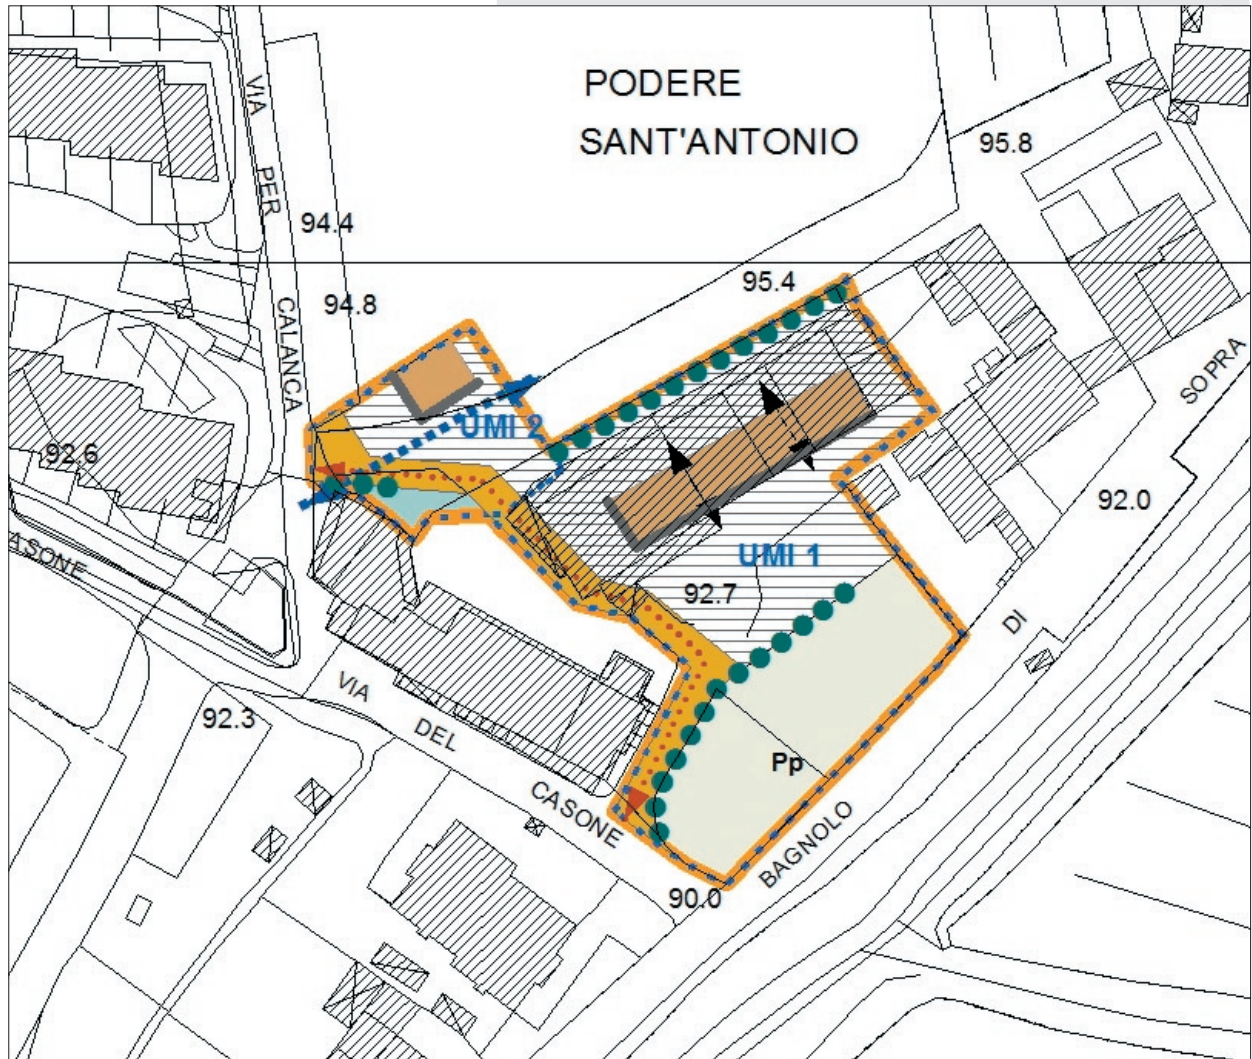 PODERE
SANT'ANTONIO
VIA
PER
CALANCA
95.8
94.4
95.4
94.8
SOPRA
UMI 2
92.6
92.0
ASONE
UMI 1
92.7
DI
VIA
DEL
CASONE
92.3
Pp
BAGNOLO
90.0